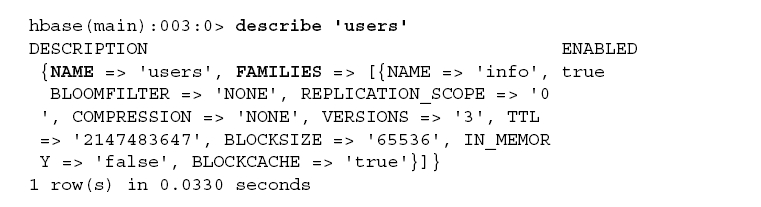 hbase(main):003:0> describe 'users'
DESCRIPTION ENABLED
{NAME => 'users', FAMILIES => [{NAME => 'info', true
BLOOMFILTER => 'NONE', REPLICATION_SCOPE => '0
', COMPRESSION => 'NONE', VERSIONS => '3', TTL
=> '2147483647', BLOCKSIZE => '65536', IN_MEMOR
Y => 'false', BLOCKCACHE => 'true'}]}
1 row(s) in 0.0330 seconds